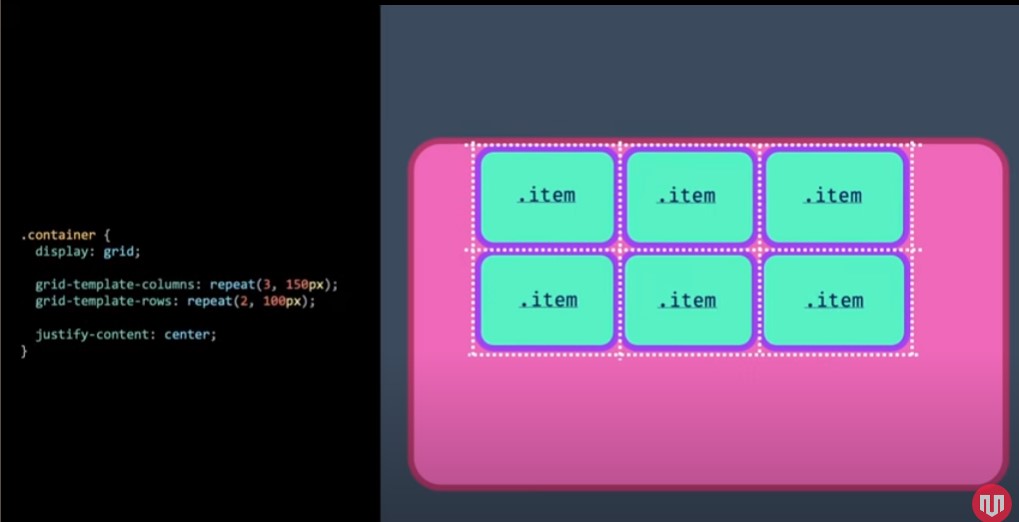 .container {
display: grid;
grid-template-columns: repeat(3, 150px);
grid-template-rows: repeat(2, 100px);
justify-content: center;
}
.item .item .item
.item .item .item